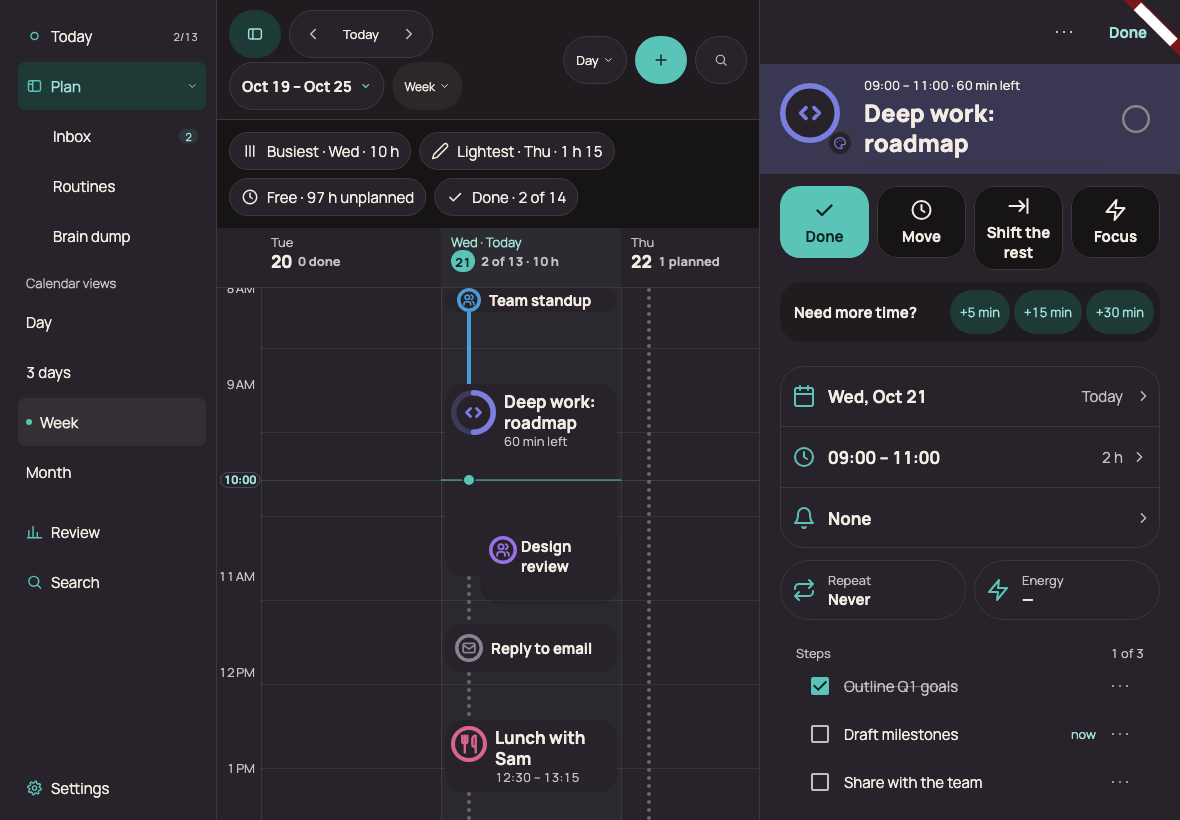 Today 2/13
Plan
Inbox 2
Routines
Brain dump
Calendar views
Day
3 days
Week
Month
Review
Search
Settings
Today
Oct 19 – Oct 25
Week
Day
Busiest · Wed · 10 h
Lightest · Thu · 1 h 15
Free · 97 h unplanned
Done · 2 of 14
Tue
20 0 done
Wed · Today
21 2 of 13 · 10 h
Thu
22 1 planned
8 AM
Team standup
9 AM
Deep work:
roadmap
60 min left
10:00
Design
review
11 AM
Reply to email
12 PM
Lunch with
Sam
12:30 – 13:15
1 PM
Done
09:00 – 11:00 · 60 min left
Deep work:
roadmap
Done
Move
Shift the
rest
Focus
Need more time?
+5 min
+15 min
+30 min
Wed, Oct 21 Today
09:00 – 11:00 2 h
None
Repeat
Never
Energy
–
Steps 1 of 3
Outline Q1 goals
Draft milestones now
Share with the team